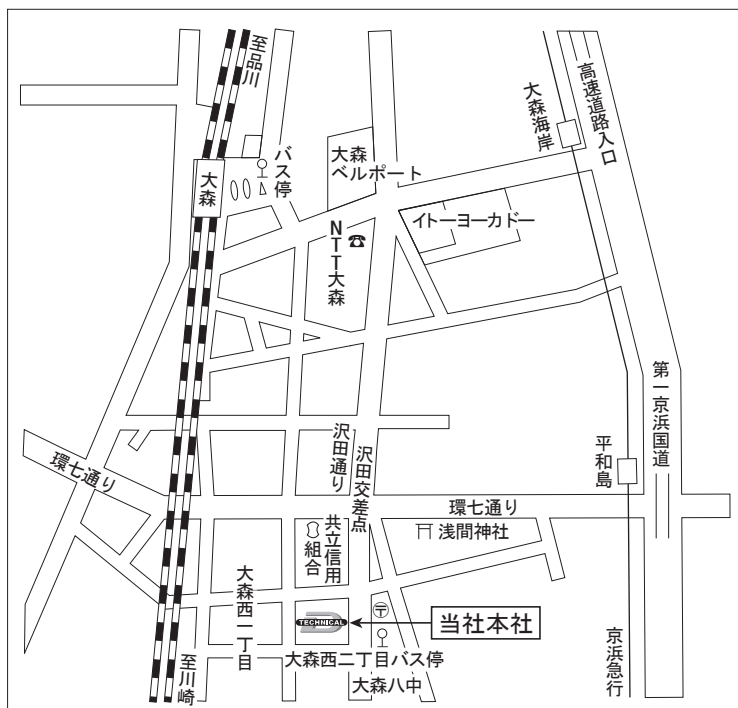 至品川
高速道路入口
大森海岸
バス停
大森
ベルポート
大森
イトーヨーカドー
NTT大森
第一京浜国道
沢田通り
沢田交差点
平和島
環七通り
環七通り
共立信用
組合
浅間神社
大森西一丁目
TECHNICAL
当社本社
大森西二丁目バス停
大森八中
至川崎
京浜急行